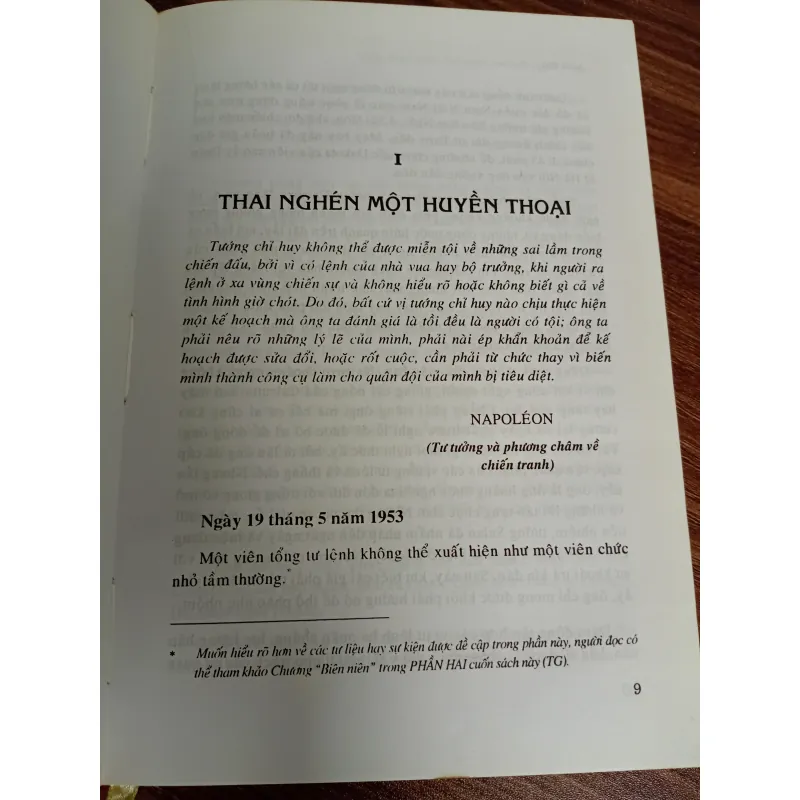 I
THAI NGHÉN MỘT HUYỀN THOẠI
Tướng chỉ huy không thể được miễn tội về những sai lầm trong
chiến đấu, bởi vì có lệnh của nhà vua hay bộ trưởng, khi người ra
lệnh ở xa vùng chiến sự và không hiểu rõ hoặc không biết gì cả về
tình hình giờ chót. Do đó, bất cứ vị tướng chỉ huy nào chịu thực hiện
một kế hoạch mà ông ta đánh giá là tồi đều là người có tội; ông ta
phải nêu rõ những lý lẽ của mình, phải nài ép khẩn khoản để kế
hoạch được sửa đổi, hoặc rốt cuộc, cần phải từ chức thay vì biến
mình thành công cụ làm cho quân đội của mình bị tiêu diệt.
NAPOLÉON
(Tư tưởng và phương châm về
chiến tranh)
Ngày 19 tháng 5 năm 1953
Một viên tổng tư lệnh không thể xuất hiện như một viên chức
nhỏ tầm thường.*
* Muốn hiểu rõ hơn về các tư liệu hay sự kiện được đề cập trong phần này, người đọc có
thể tham khảo Chương “Biên niên” trong PHẦN HAI cuốn sách này (TG).
9